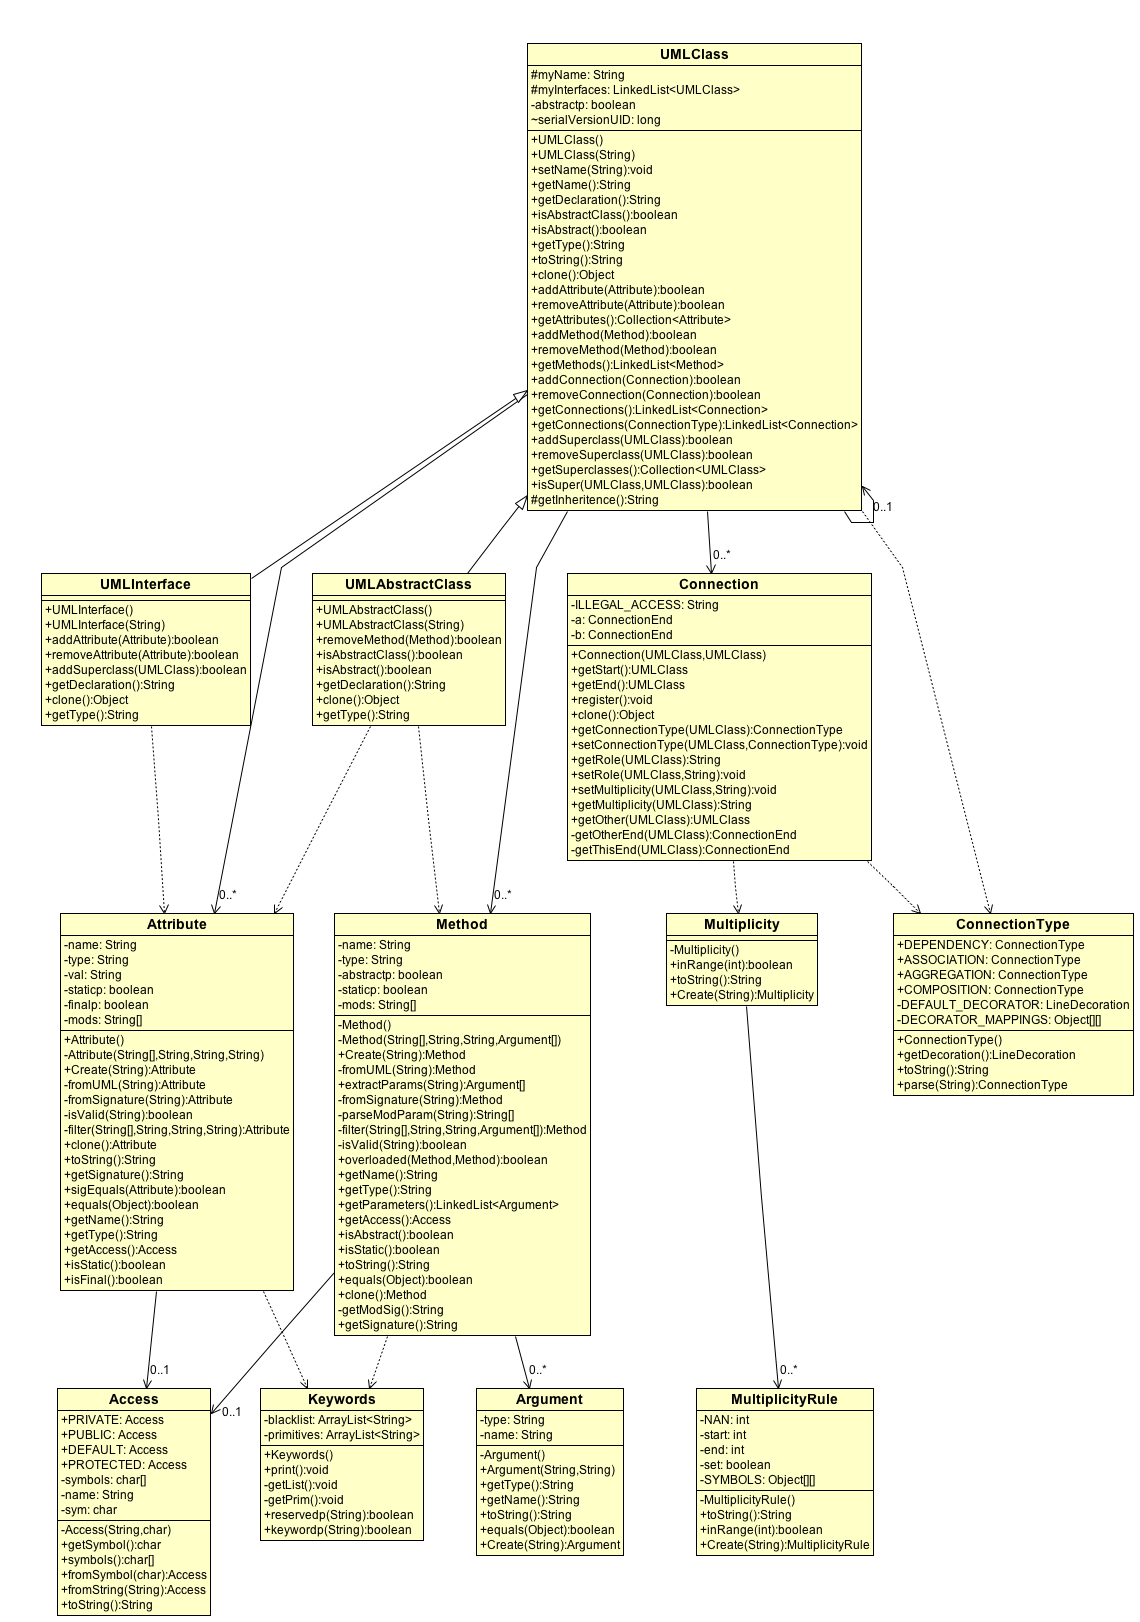 UMLClass
#myName: String
#myInterfaces: LinkedList<UMLClass>
-abstractp: boolean
~serialVersionUID: long
+UMLClass()
+UMLClass(String)
+setName(String):void
+getName():String
+getDeclaration():String
+isAbstractClass():boolean
+isAbstract():boolean
+getType():String
+toString():String
+clone():Object
+addAttribute(Attribute):boolean
+removeAttribute(Attribute):boolean
+getAttributes():Collection<Attribute>
+addMethod(Method):boolean
+removeMethod(Method):boolean
+getMethods():LinkedList<Method>
+addConnection(Connection):boolean
+removeConnection(Connection):boolean
+getConnections():LinkedList<Connection>
+getConnections(ConnectionType):LinkedList<Connection>
+addSuperclass(UMLClass):boolean
+removeSuperclass(UMLClass):boolean
+getSuperclasses():Collection<UMLClass>
+isSuper(UMLClass,UMLClass):boolean
#getInheritence():String
0..1
0..*
UMLInterface
+UMLInterface()
+UMLInterface(String)
+addAttribute(Attribute):boolean
+removeAttribute(Attribute):boolean
+addSuperclass(UMLClass):boolean
+getDeclaration():String
+clone():Object
+getType():String
UMLAbstractClass
+UMLAbstractClass()
+UMLAbstractClass(String)
+removeMethod(Method):boolean
+isAbstractClass():boolean
+isAbstract():boolean
+getDeclaration():String
+clone():Object
+getType():String
Connection
-ILLEGAL_ACCESS: String
-a: ConnectionEnd
-b: ConnectionEnd
+Connection(UMLClass,UMLClass)
+getStart():UMLClass
+getEnd():UMLClass
+register():void
+clone():Object
+getConnectionType(UMLClass):ConnectionType
+setConnectionType(UMLClass,ConnectionType):void
+getRole(UMLClass):String
+setRole(UMLClass,String):void
+setMultiplicity(UMLClass,String):void
+getMultiplicity(UMLClass):String
+getOther(UMLClass):UMLClass
-getOtherEnd(UMLClass):ConnectionEnd
-getThisEnd(UMLClass):ConnectionEnd
0..*
0..*
Attribute
-name: String
-type: String
-val: String
-staticp: boolean
-finalp: boolean
-mods: String[]
+Attribute()
-Attribute(String[],String,String,String)
+Create(String):Attribute
-fromUML(String):Attribute
-fromSignature(String):Attribute
-isValid(String):boolean
-filter(String[],String,String,String):Attribute
+clone():Attribute
+toString():String
+getSignature():String
+sigEquals(Attribute):boolean
+equals(Object):boolean
+getName():String
+getType():String
+getAccess():Access
+isStatic():boolean
+isFinal():boolean
Method
-name: String
-type: String
-abstractp: boolean
-staticp: boolean
-mods: String[]
-Method()
-Method(String[],String,String,Argument[])
+Create(String):Method
-fromUML(String):Method
+extractParams(String):Argument[]
-fromSignature(String):Method
-parseModParam(String):String[]
-filter(String[],String,String,Argument[]):Method
-isValid(String):boolean
+overloaded(Method,Method):boolean
+getName():String
+getType():String
+getParameters():LinkedList<Argument>
+getAccess():Access
+isAbstract():boolean
+isStatic():boolean
+toString():String
+equals(Object):boolean
+clone():Method
-getModSig():String
+getSignature():String
Multiplicity
-Multiplicity()
+inRange(int):boolean
+toString():String
+Create(String):Multiplicity
ConnectionType
+DEPENDENCY: ConnectionType
+ASSOCIATION: ConnectionType
+AGGREGATION: ConnectionType
+COMPOSITION: ConnectionType
-DEFAULT_DECORATOR: LineDecoration
-DECORATOR_MAPPINGS: Object[][]
+ConnectionType()
+getDecoration():LineDecoration
+toString():String
+parse(String):ConnectionType
0..1
0..1
0..*
0..*
Access
+PRIVATE: Access
+PUBLIC: Access
+DEFAULT: Access
+PROTECTED: Access
-symbols: char[]
-name: String
-sym: char
-Access(String,char)
+getSymbol():char
+symbols():char[]
+fromSymbol(char):Access
+fromString(String):Access
+toString():String
Keywords
-blacklist: ArrayList<String>
-primitives: ArrayList<String>
+Keywords()
+print():void
-getList():void
-getPrim():void
+reservedp(String):boolean
+keywordp(String):boolean
Argument
-type: String
-name: String
-Argument()
+Argument(String,String)
+getType():String
+getName():String
+toString():String
+equals(Object):boolean
+Create(String):Argument
MultiplicityRule
-NAN: int
-start: int
-end: int
-set: boolean
-SYMBOLS: Object[][]
-MultiplicityRule()
+toString():String
+inRange(int):boolean
+Create(String):MultiplicityRule